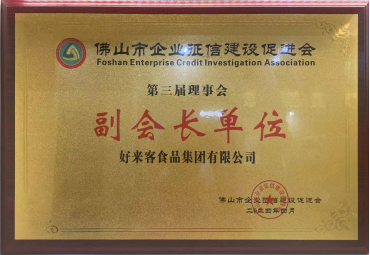 佛山市企业征信建设促进会
Foshan Enterprise Credit Investigation Association
第三届理事会
副会长单位
好来客食品集团有限公司
佛山市企业征信建设促进会